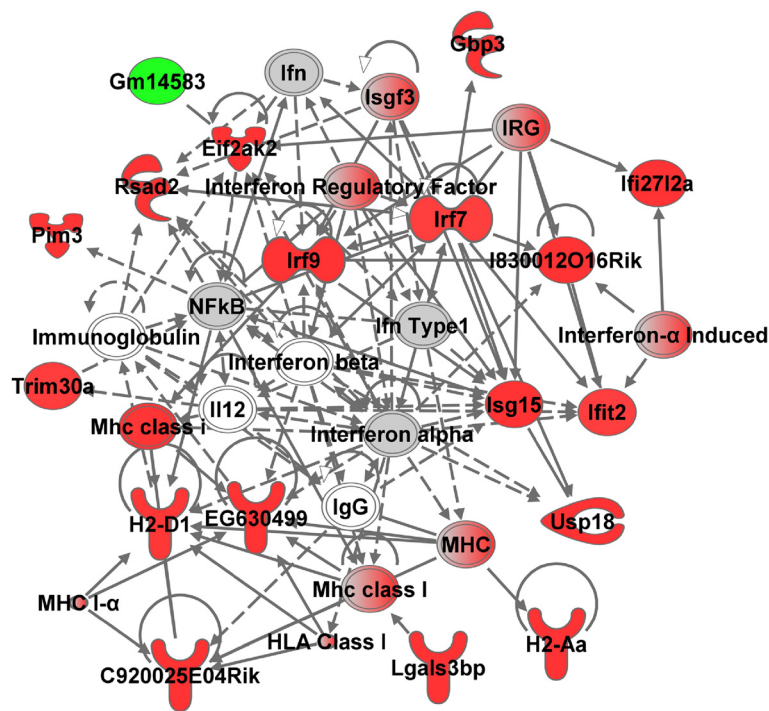 Gbp3
Ifn
Gm14583
Isgf3
IRG
Eif2ak2
Rsad2
Interferon Regulatory Factor
Ifi27l2a
Irf7
Pim3
Irf9
I830012O16Rik
NFkB
Ifn Type1
Immunoglobulin
Interferon-α Induced
Interferon beta
Trim30a
Il12
Isg15
Ifit2
Mhc class i
Interferon alpha
IgG
H2-D1
EG630499
Usp18
MHC
Mhc class I
MHC I-α
HLA Class I
H2-Aa
Lgals3bp
C920025E04Rik